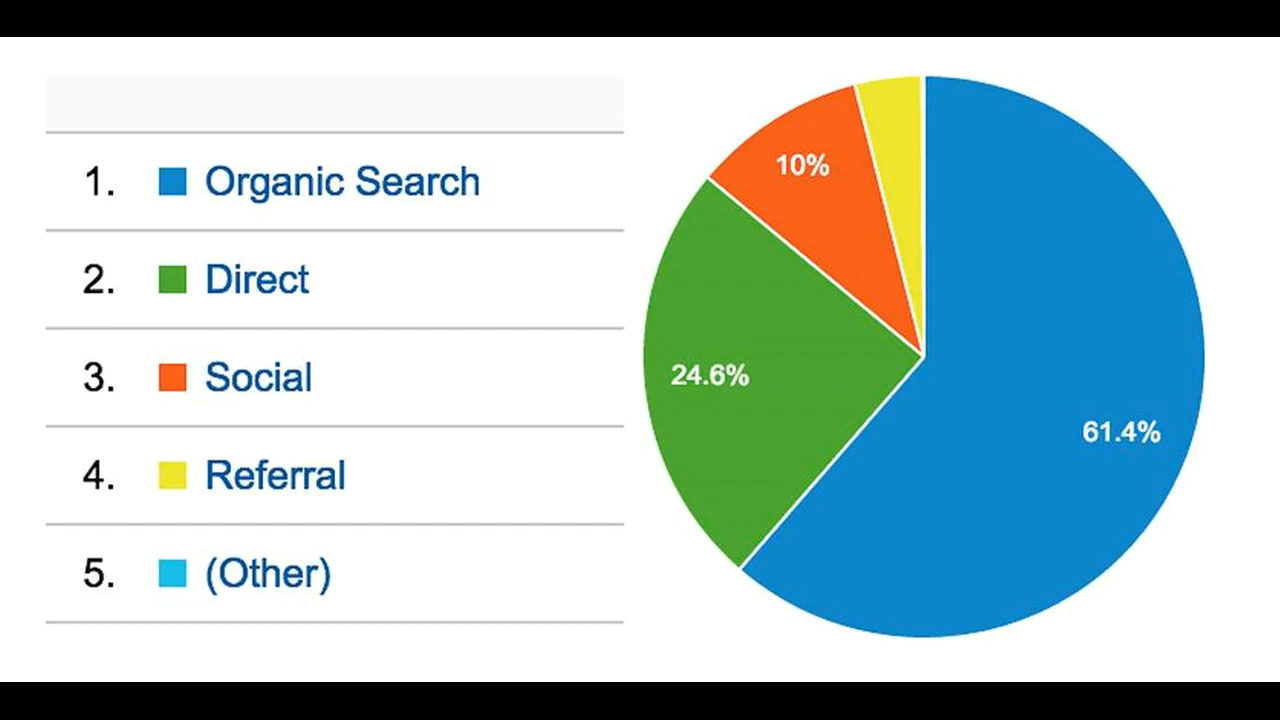 1. Organic Search
2. Direct
3. Social
4. Referral
5. (Other)
10%
24.6%
61.4%